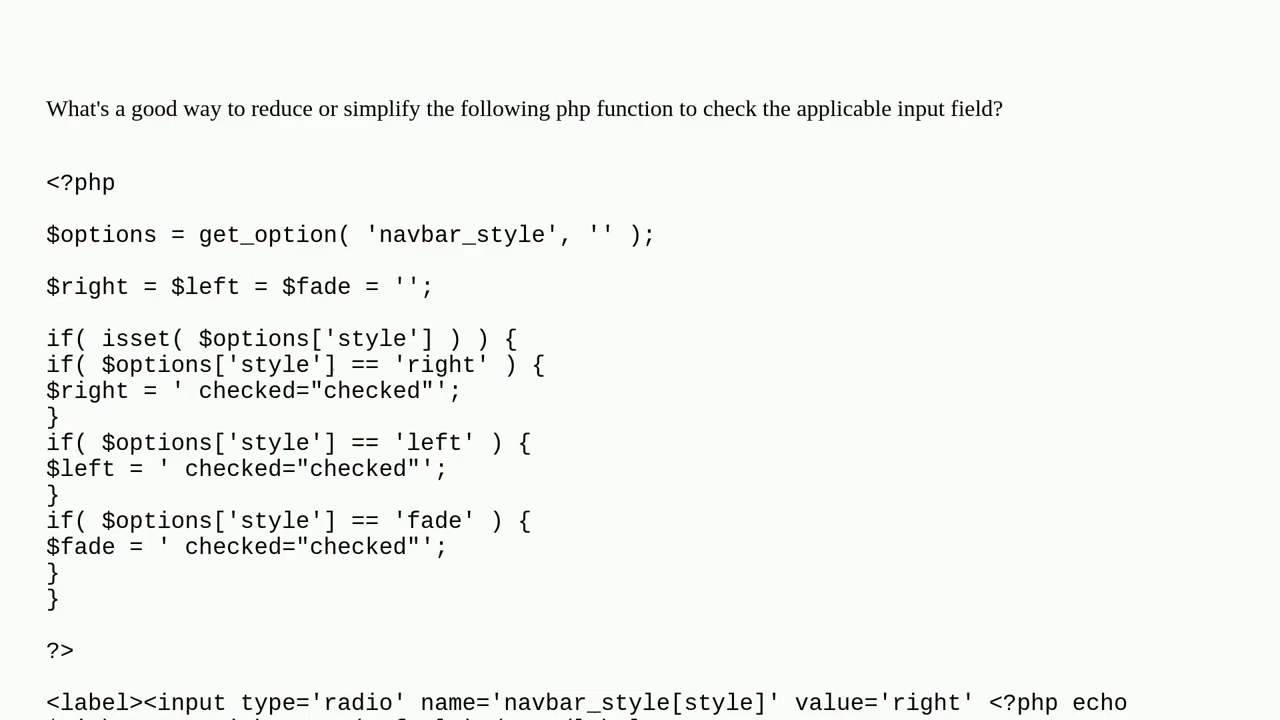 What's a good way to reduce or simplify the following php function to check the applicable input field?
<?php
$options = get_option( 'navbar_style', '' );
$right = $left = $fade = '';
if( isset( $options['style'] ) ) {
if( $options['style'] == 'right' ) {
$right = ' checked="checked"';
}
if( $options['style'] == 'left' ) {
$left = ' checked="checked"';
}
if( $options['style'] == 'fade' ) {
$fade = ' checked="checked"';
}
}
?>
<label><input type='radio' name='navbar_style[style]' value='right' <?php echo